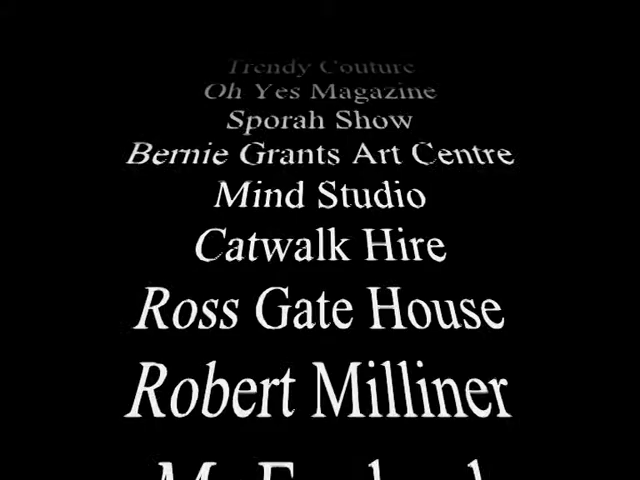 Trendy Couture
Oh Yes Magazine
Sporah Show
Bernie Grants Art Centre
Mind Studio
Catwalk Hire
Ross Gate House
Robert Milliner